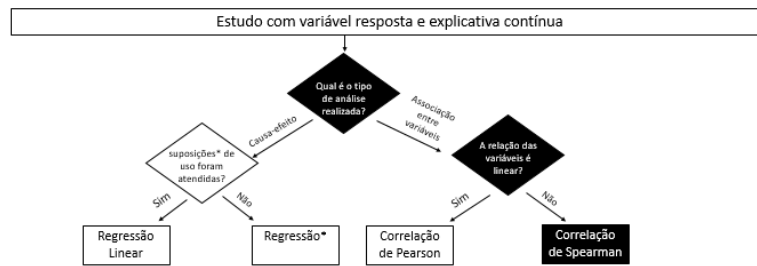 Estudo com variável resposta e explicativa contínua
Qual é o tipo
de análise
realizada?
Causa-efeito
Associação
entre
variáveis
suposições* de
uso foram
atendidas?
A relação das
variáveis é
linear?
Sim
Não
Sim
Não
Regressão
Linear
Regressão*
Correlação
de Pearson
Correlação
de Spearman